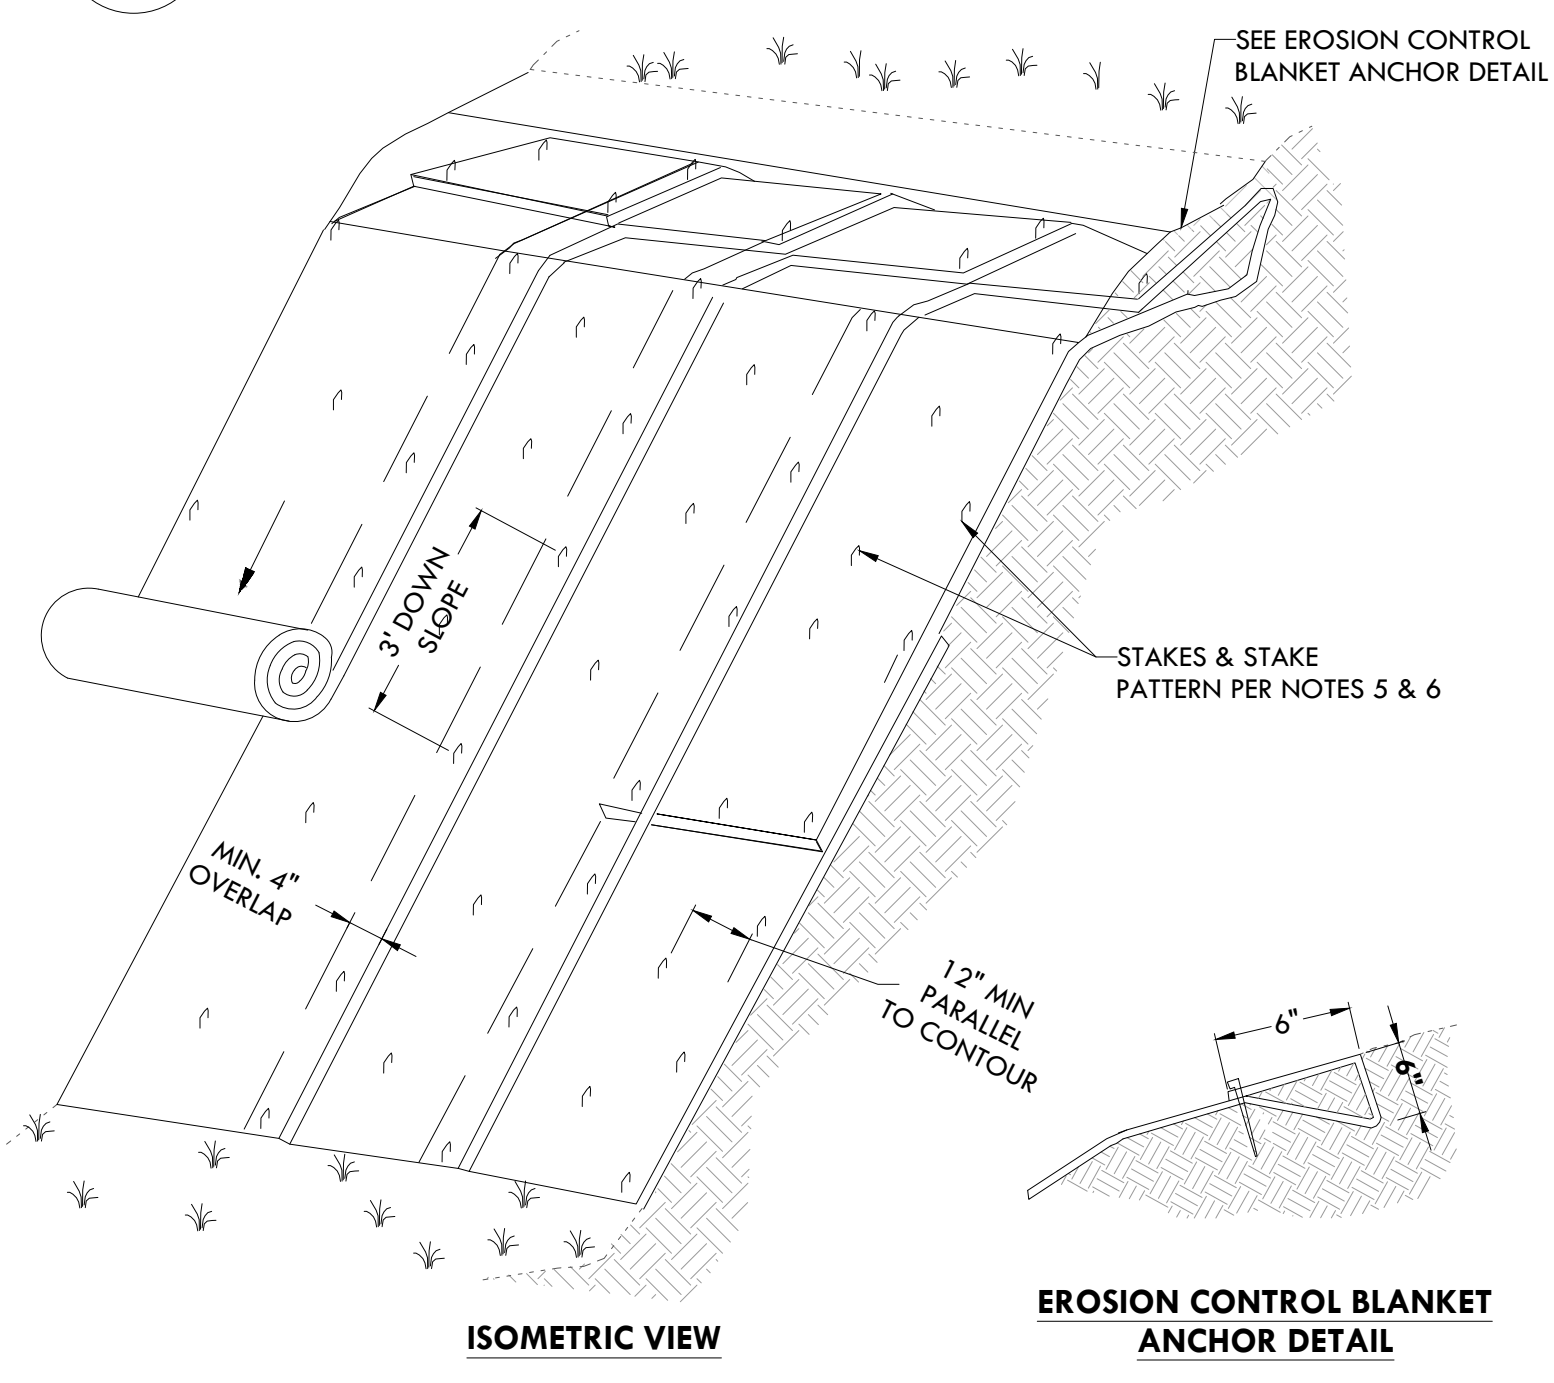 SEE EROSION CONTROL
BLANKET ANCHOR DETAIL
3' DOWN
SLOPE
STAKES & STAKE
PATTERN PER NOTES 5 & 6
MIN. 4"
OVERLAP
12" MIN
PARALLEL
TO CONTOUR
6"
6"
EROSION CONTROL BLANKET
ANCHOR DETAIL
ISOMETRIC VIEW